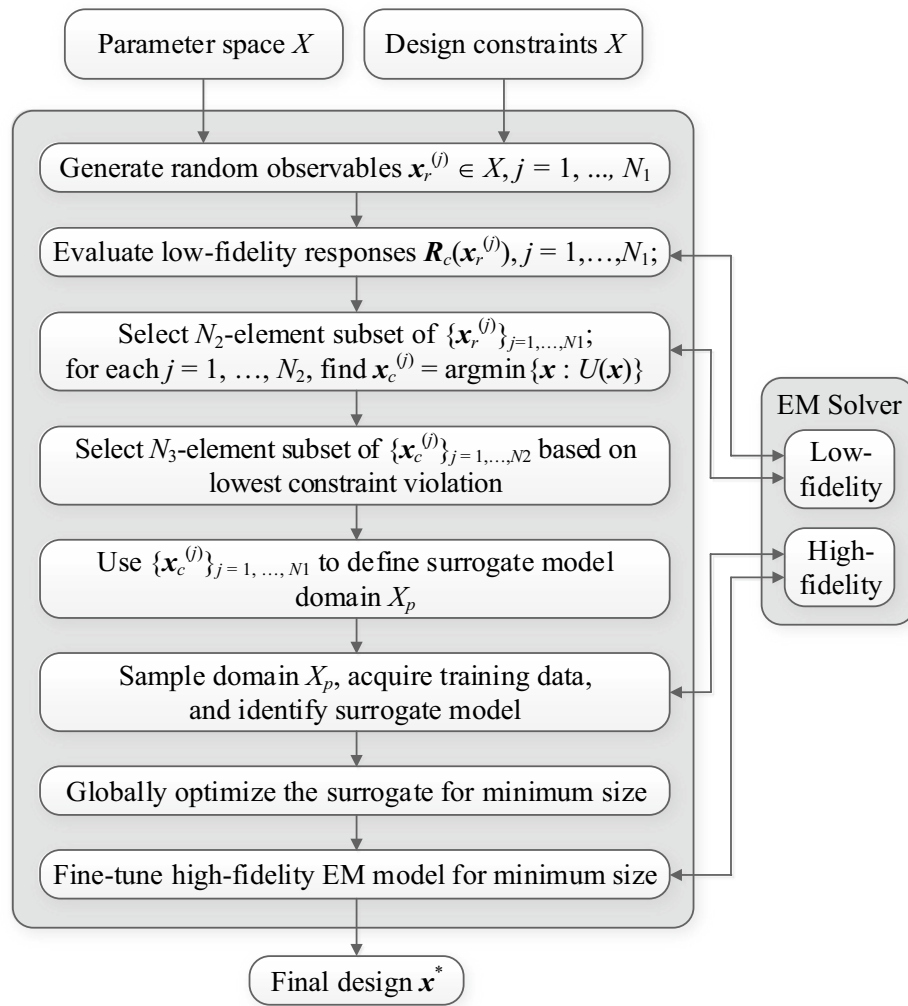 Parameter space X
Design constraints X
Generate random observables x_r^(j) ∈ X, j = 1, ..., N_1
Evaluate low-fidelity responses R_c(x_r^(j)), j = 1,…,N_1;
Select N_2-element subset of {x_r^(j)}_j=1,…,N1;
for each j = 1, …, N_2, find x_c^(j) = argmin{x : U(x)}
Select N_3-element subset of {x_c^(j)}_j = 1,…,N2 based on
lowest constraint violation
Use {x_c^(j)}_j = 1, …, N1 to define surrogate model
domain X_p
Sample domain X_p, acquire training data,
and identify surrogate model
Globally optimize the surrogate for minimum size
Fine-tune high-fidelity EM model for minimum size
Final design x^*
EM Solver
Low-
fidelity
High-
fidelity